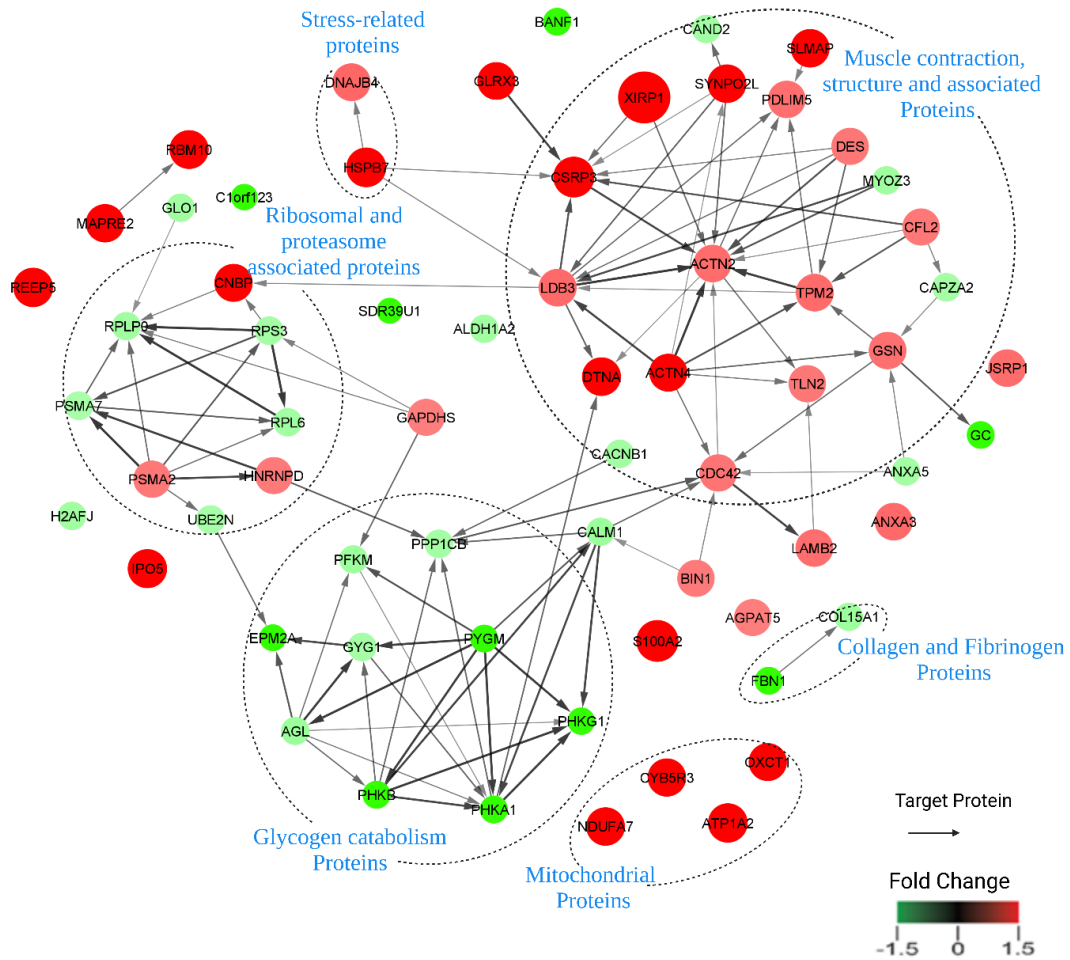 BANF1
Stress-related
proteins
CAND2
SLMAP
Muscle contraction,
structure and associated
Proteins
DNAJB4
GLRX3
XIRP1
SYNPO2L
PDLIM5
RBM10
DES
HSPB7
CSRP3
MYOZ3
C1orf123
GLO1
MAPRE2
Ribosomal and
proteasome
associated proteins
CFL2
ACTN2
REEP5
CNBP
LDB3
TPM2
CAPZA2
SDR39U1
RPLP0
RPS3
ALDH1A2
GSN
JSRP1
DTNA
ACTN4
TLN2
PSMA7
RPL6
GAPDHS
GC
CACNB1
CDC42
ANXA5
PSMA2
HNRNPD
H2AFJ
UBE2N
ANXA3
CALM1
PPP1CB
LAMB2
IPO5
PFKM
BIN1
AGPAT5
COL15A1
EPM2A
GYG1
PYGM
S100A2
Collagen and Fibrinogen
Proteins
FBN1
AGL
PHKG1
OXCT1
CYB5R3
PHKB
PHKA1
NDUFA7
ATP1A2
Target Protein
Glycogen catabolism
Proteins
Mitochondrial
Proteins
Fold Change
-1.5 0 1.5